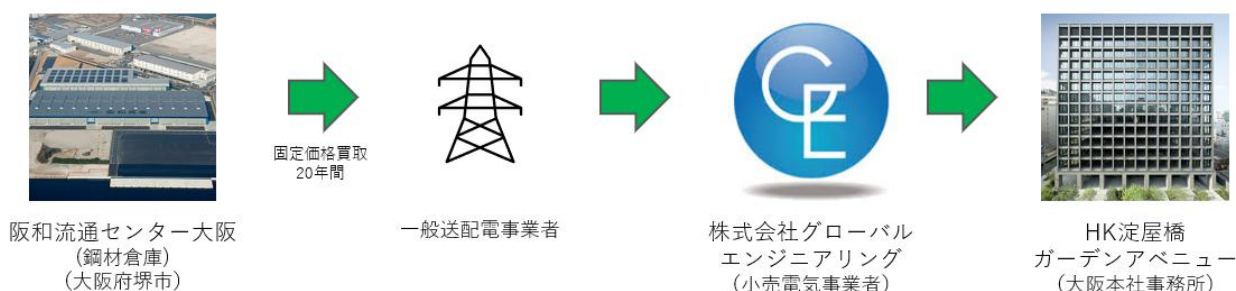 固定価格買取
20年間
阪和流通センター大阪
(鋼材倉庫)
(大阪府堺市)
一般送配電事業者
GE
株式会社グローバル
エンジニアリング
(小売電気事業者)
HK淀屋橋
ガーデンアベニュー
(大阪本社事務所)